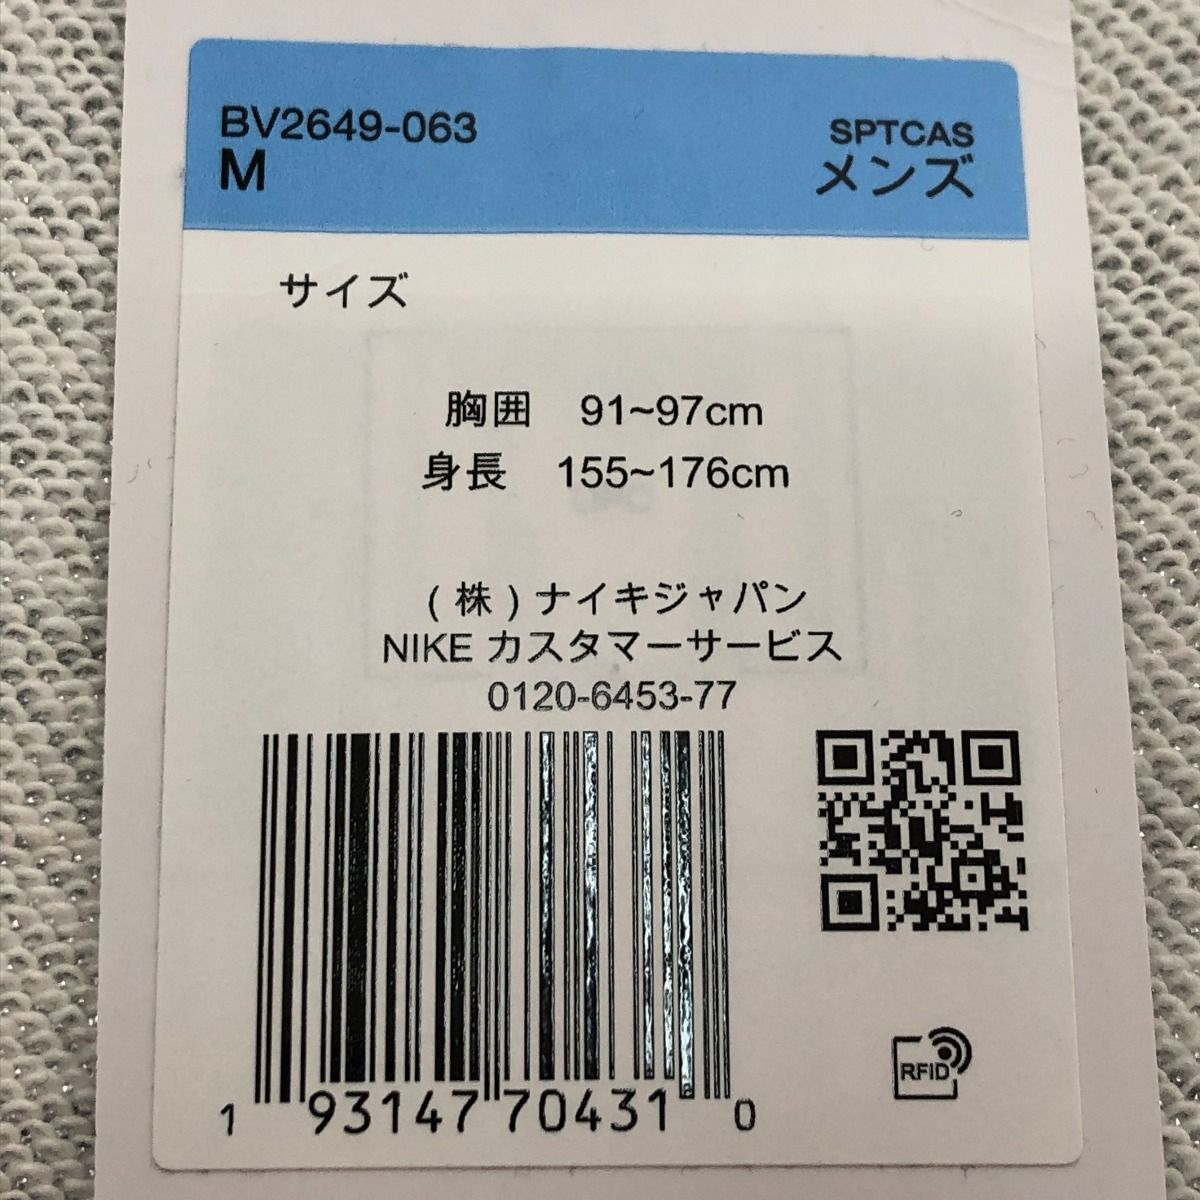 BV2649-063
M
SPTCAS
メンズ
サイズ
胸囲 91~97cm
身長 155~176cm
(株)ナイキジャパン
NIKE カスタマーサービス
0120-6453-77
1 93147 70431 0
RFID